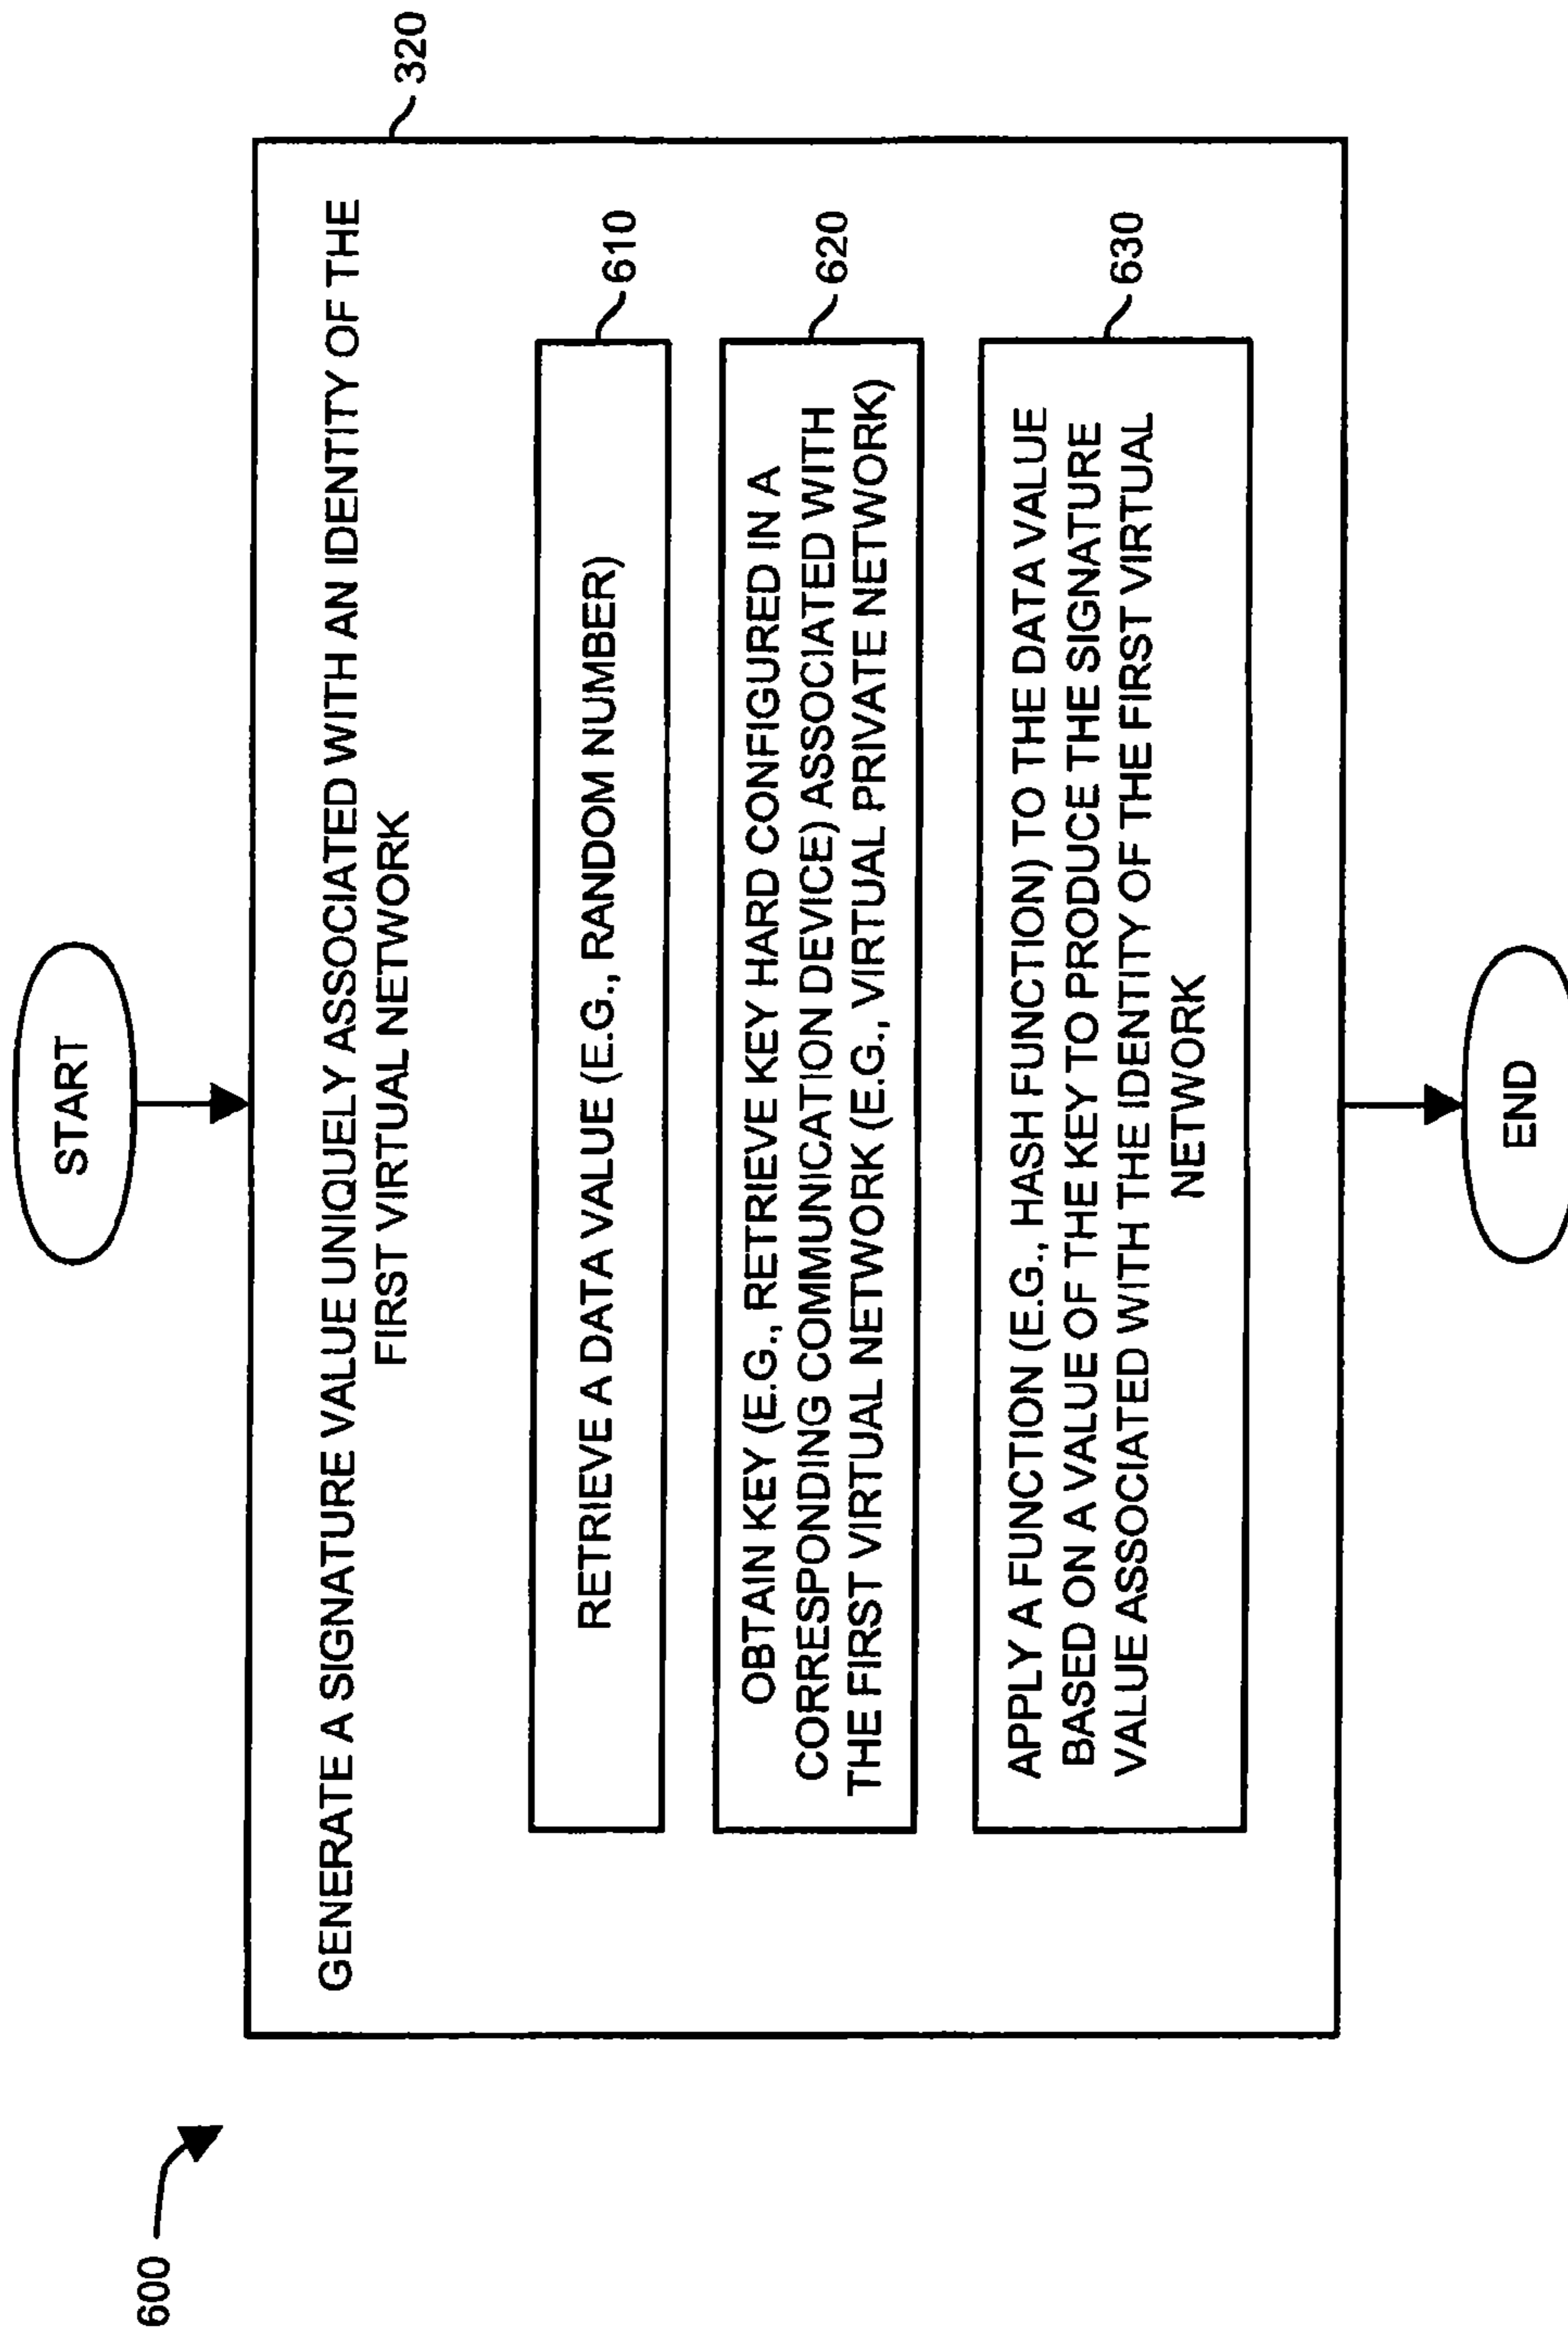 600
START
320
GENERATE A SIGNATURE VALUE UNIQUELY ASSOCIATED WITH AN IDENTITY OF THE
FIRST VIRTUAL NETWORK
610
RETRIEVE A DATA VALUE (E.G., RANDOM NUMBER)
620
OBTAIN KEY (E.G., RETRIEVE KEY HARD CONFIGURED IN A
CORRESPONDING COMMUNICATION DEVICE) ASSOCIATED WITH
THE FIRST VIRTUAL NETWORK (E.G., VIRTUAL PRIVATE NETWORK)
630
APPLY A FUNCTION (E.G., HASH FUNCTION) TO THE DATA VALUE
BASED ON A VALUE OF THE KEY TO PRODUCE THE SIGNATURE
VALUE ASSOCIATED WITH THE IDENTITY OF THE FIRST VIRTUAL
NETWORK
END